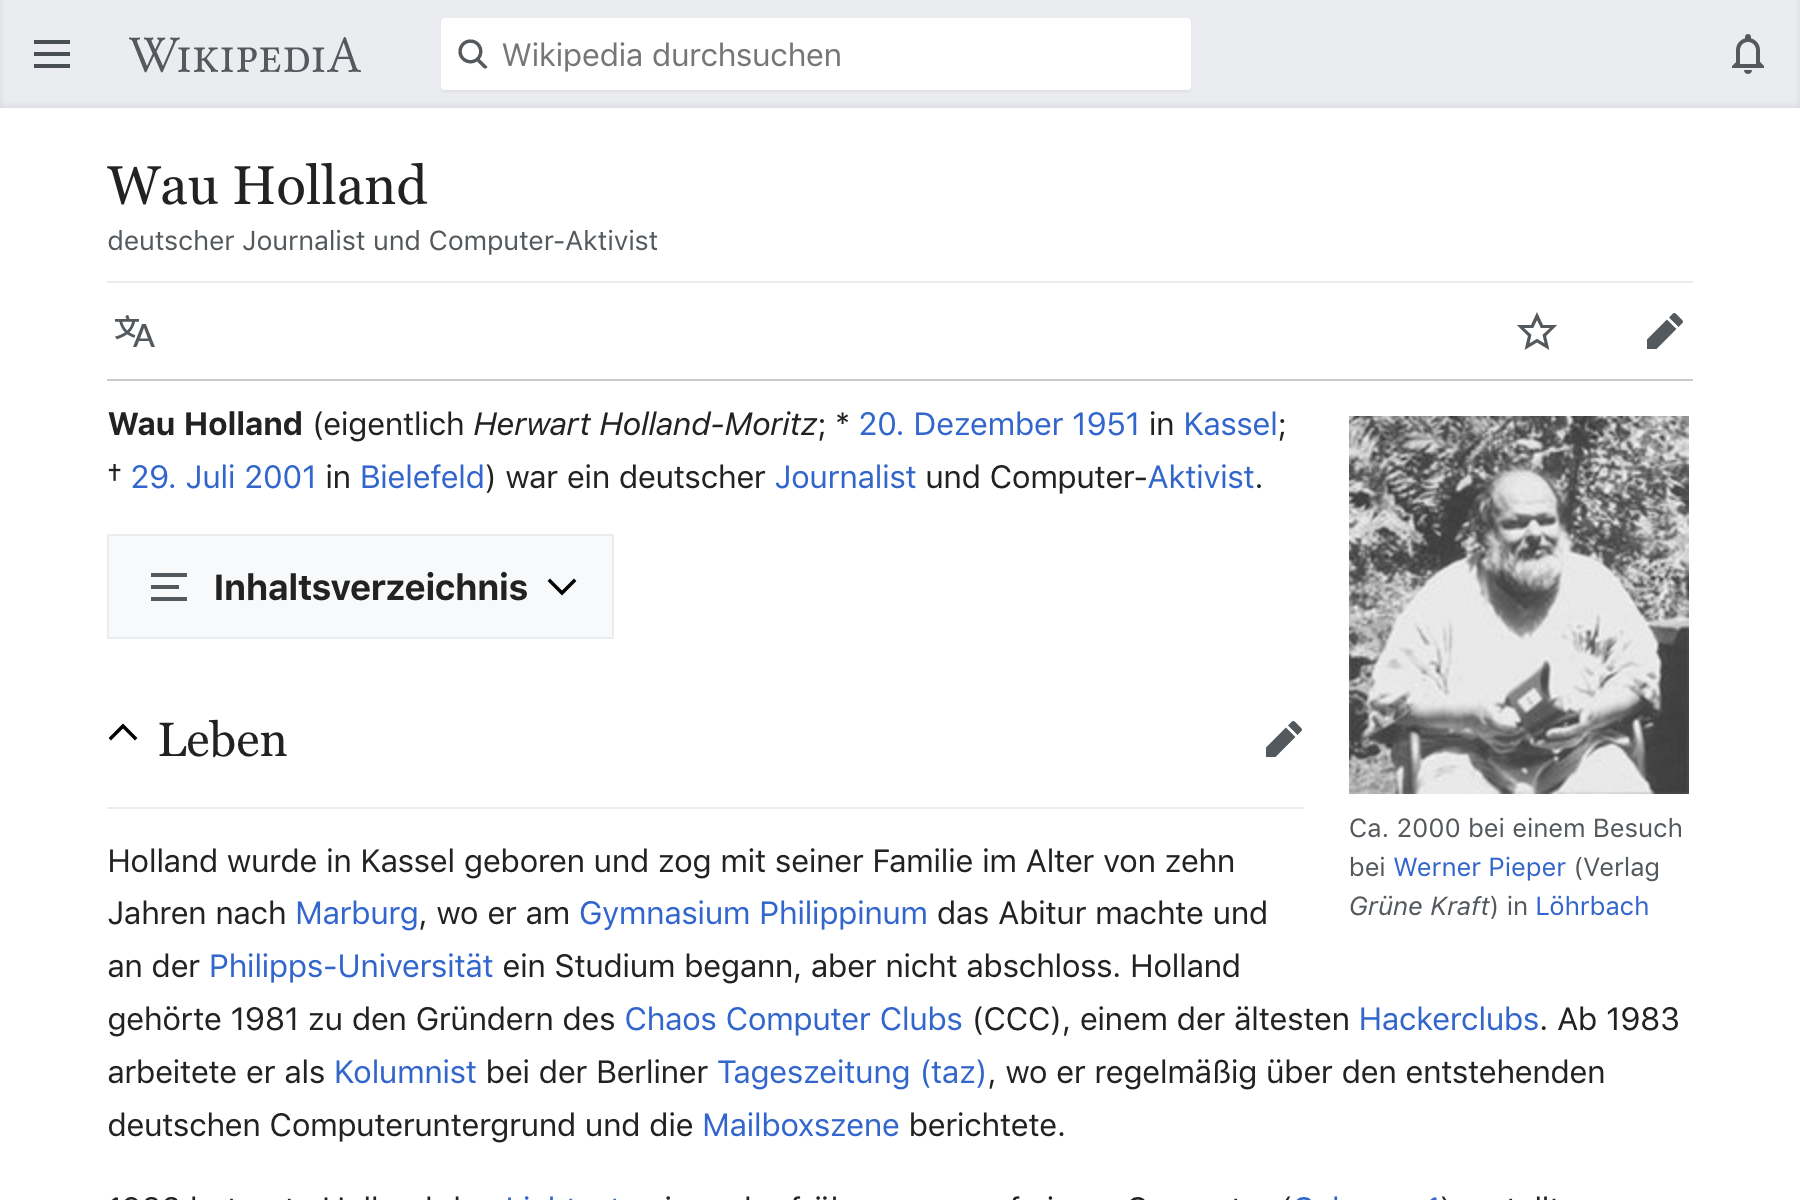 WIKIPEDIA
Wikipedia durchsuchen
Wau Holland
deutscher Journalist und Computer-Aktivist
文A
Wau Holland (eigentlich Herwart Holland-Moritz; * 20. Dezember 1951 in Kassel;
† 29. Juli 2001 in Bielefeld) war ein deutscher Journalist und Computer-Aktivist.
Inhaltsverzeichnis
Leben
Holland wurde in Kassel geboren und zog mit seiner Familie im Alter von zehn
Jahren nach Marburg, wo er am Gymnasium Philippinum das Abitur machte und
an der Philipps-Universität ein Studium begann, aber nicht abschloss. Holland
gehörte 1981 zu den Gründern des Chaos Computer Clubs (CCC), einem der ältesten Hackerclubs. Ab 1983
arbeitete er als Kolumnist bei der Berliner Tageszeitung (taz), wo er regelmäßig über den entstehenden
deutschen Computeruntergrund und die Mailboxszene berichtete.
Ca. 2000 bei einem Besuch
bei Werner Pieper (Verlag
Grüne Kraft) in Löhrbach